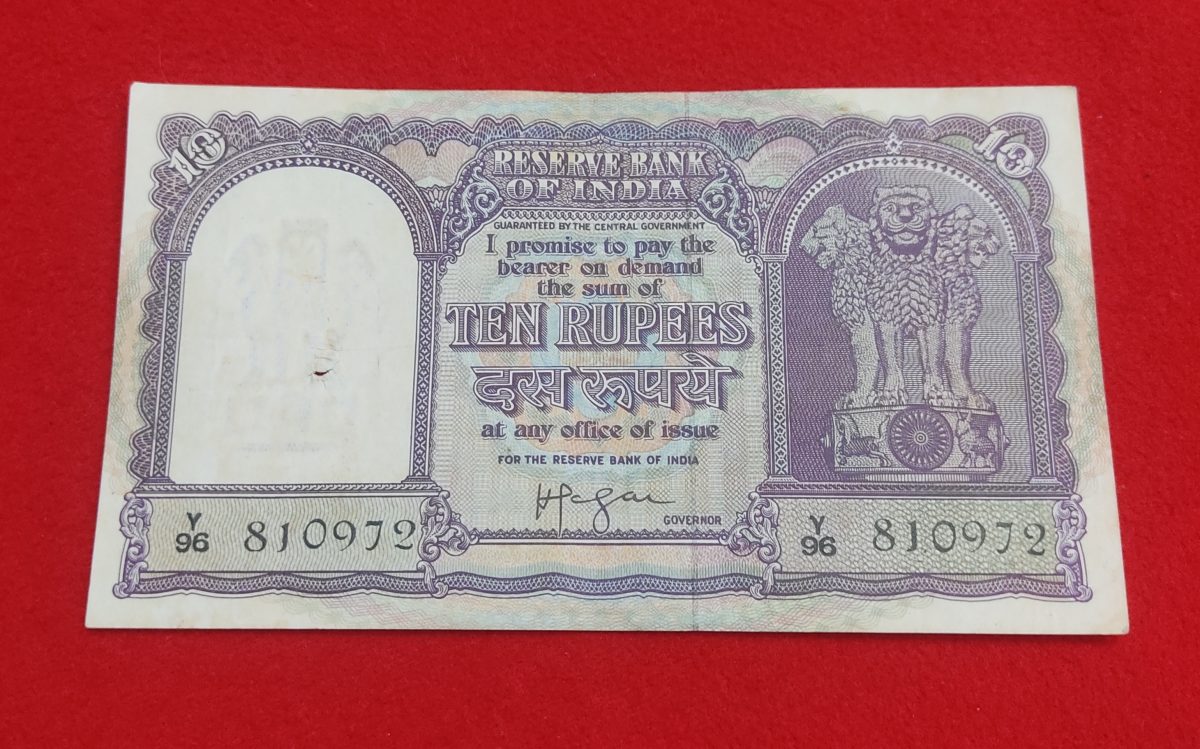 10
10
RESERVE BANK
OF INDIA
GUARANTEED BY THE CENTRAL GOVERNMENT
I promise to pay the
bearer on demand
the sum of
TEN RUPEES
दस रूपये
at any office of issue
FOR THE RESERVE BANK OF INDIA
GOVERNOR
Y
96 810972
Y
96 810972